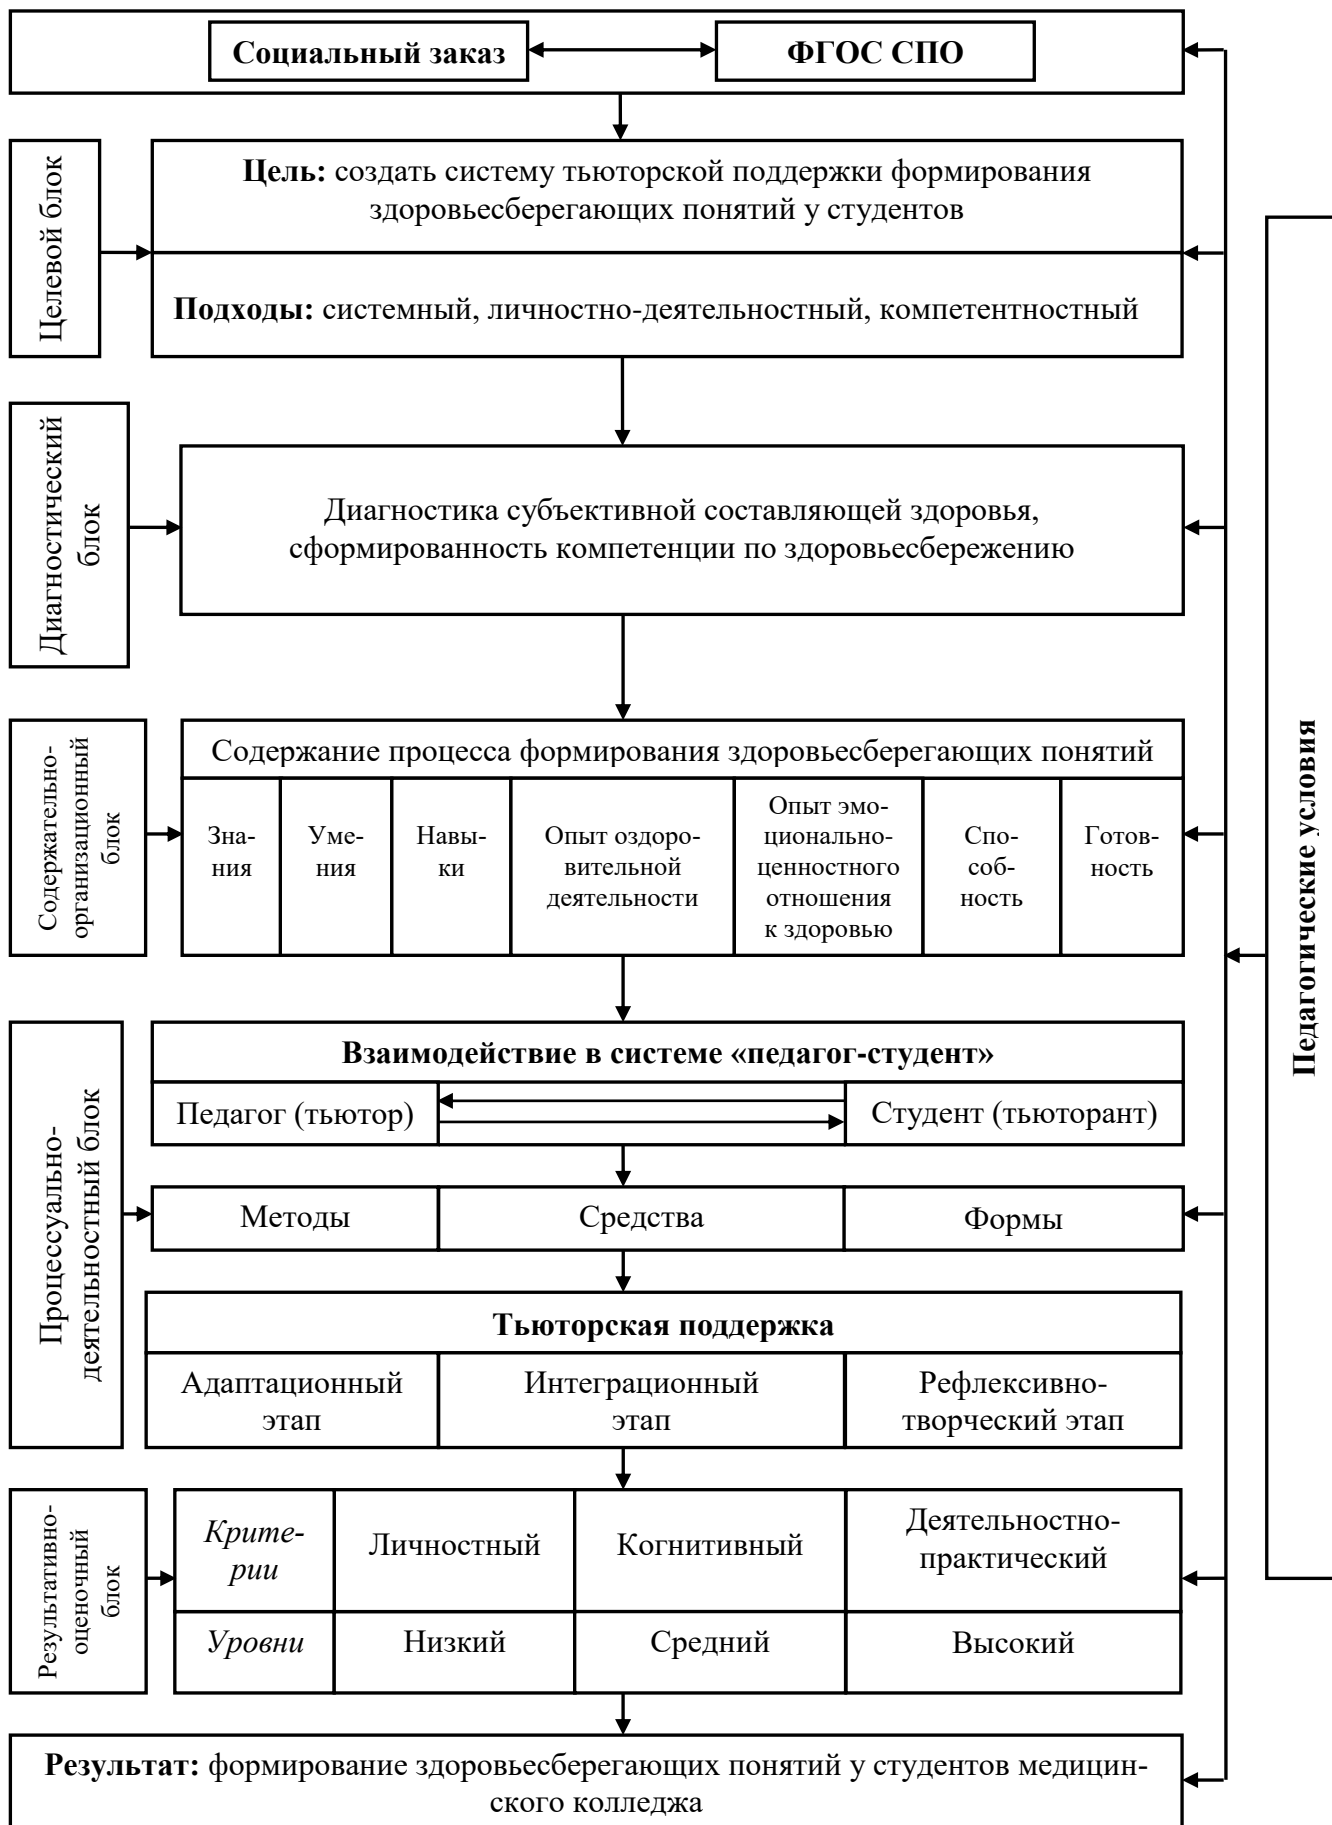 Социальный заказ
ФГОС СПО
Целевой блок
Цель: создать систему тьюторской поддержки формирования
здоровьесберегающих понятий у студентов
Подходы: системный, личностно-деятельностный, компетентностный
Диагностический
блок
Диагностика субъективной составляющей здоровья,
сформированность компетенции по здоровьесбережению
Содержательно-
организационный
блок
Содержание процесса формирования здоровьесберегающих понятий
Зна-
ния
Уме-
ния
Навы-
ки
Опыт оздоро-
вительной
деятельности
Опыт эмо-
ционально-
ценностного
отношения
к здоровью
Спо-
соб-
ность
Готов-
ность
Педагогические условия
Процессуально-
деятельностный блок
Взаимодействие в системе «педагог-студент»
Педагог (тьютор)
Студент (тьюторант)
Методы
Средства
Формы
Тьюторская поддержка
Адаптационный
этап
Интеграционный
этап
Рефлексивно-
творческий этап
Результативно-
оценочный
блок
Крите-
рии
Личностный
Когнитивный
Деятельностно-
практический
Уровни
Низкий
Средний
Высокий
Результат: формирование здоровьесберегающих понятий у студентов медицин-
ского колледжа